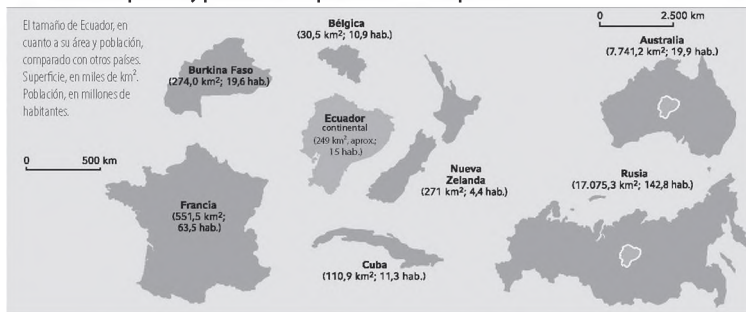 El tamaño de Ecuador, en
cuanto a su área y población,
comparado con otros países.
Superficie, en miles de km².
Población, en millones de
habitantes.
0 500 km
Burkina Faso
(274,0 km²; 19,6 hab.)
Bélgica
(30,5 km²; 10,9 hab.)
Ecuador
continental
(249 km², aprox.;
15 hab.)
Nueva
Zelanda
(271 km²; 4,4 hab.)
Francia
(551,5 km²;
63,5 hab.)
Cuba
(110,9 km²; 11,3 hab.)
0 2.500 km
Australia
(7.741,2 km²; 19,9 hab.)
Rusia
(17.075,3 km²; 142,8 hab.)